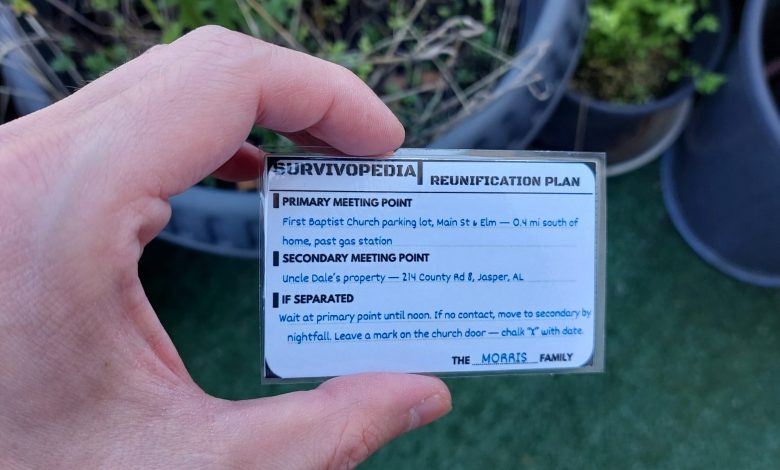 SURVIVOPEDIA
REUNIFICATION PLAN
PRIMARY MEETING POINT
First Baptist Church parking lot, Main St & Elm — 0.4 mi south of
home, past gas station
SECONDARY MEETING POINT
Uncle Dale's property — 214 County Rd 8, Jasper, AL
IF SEPARATED
Wait at primary point until noon. If no contact, move to secondary by
nightfall. Leave a mark on the church door — chalk "X" with date.
THE MORRIS FAMILY